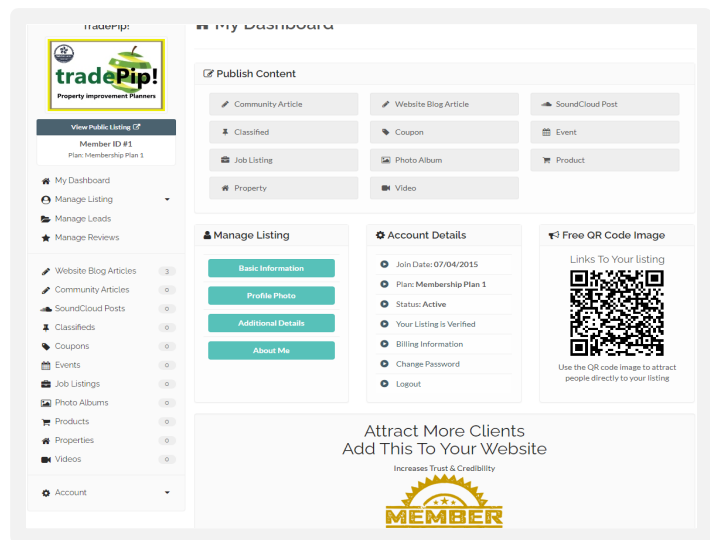 tradePip!
My Dashboard
tradePip!
Property improvement Planners
View Public Listing
Member ID #1
Plan: Membership Plan 1
My Dashboard
Manage Listing
Manage Leads
Manage Reviews
Website Blog Articles 3
Community Articles 0
SoundCloud Posts 0
Classifieds 0
Coupons 0
Events 0
Job Listings 0
Photo Albums 0
Products 0
Properties 0
Videos 0
Account
Publish Content
Community Article
Website Blog Article
SoundCloud Post
Classified
Coupon
Event
Job Listing
Photo Album
Product
Property
Video
Manage Listing
Basic Information
Profile Photo
Additional Details
About Me
Account Details
Join Date: 07/04/2015
Plan: Membership Plan 1
Status: Active
Your Listing is Verified
Billing Information
Change Password
Logout
Free QR Code Image
Links To Your listing
Use the QR code image to attract
people directly to your listing
Attract More Clients
Add This To Your Website
Increases Trust & Credibility
MEMBER